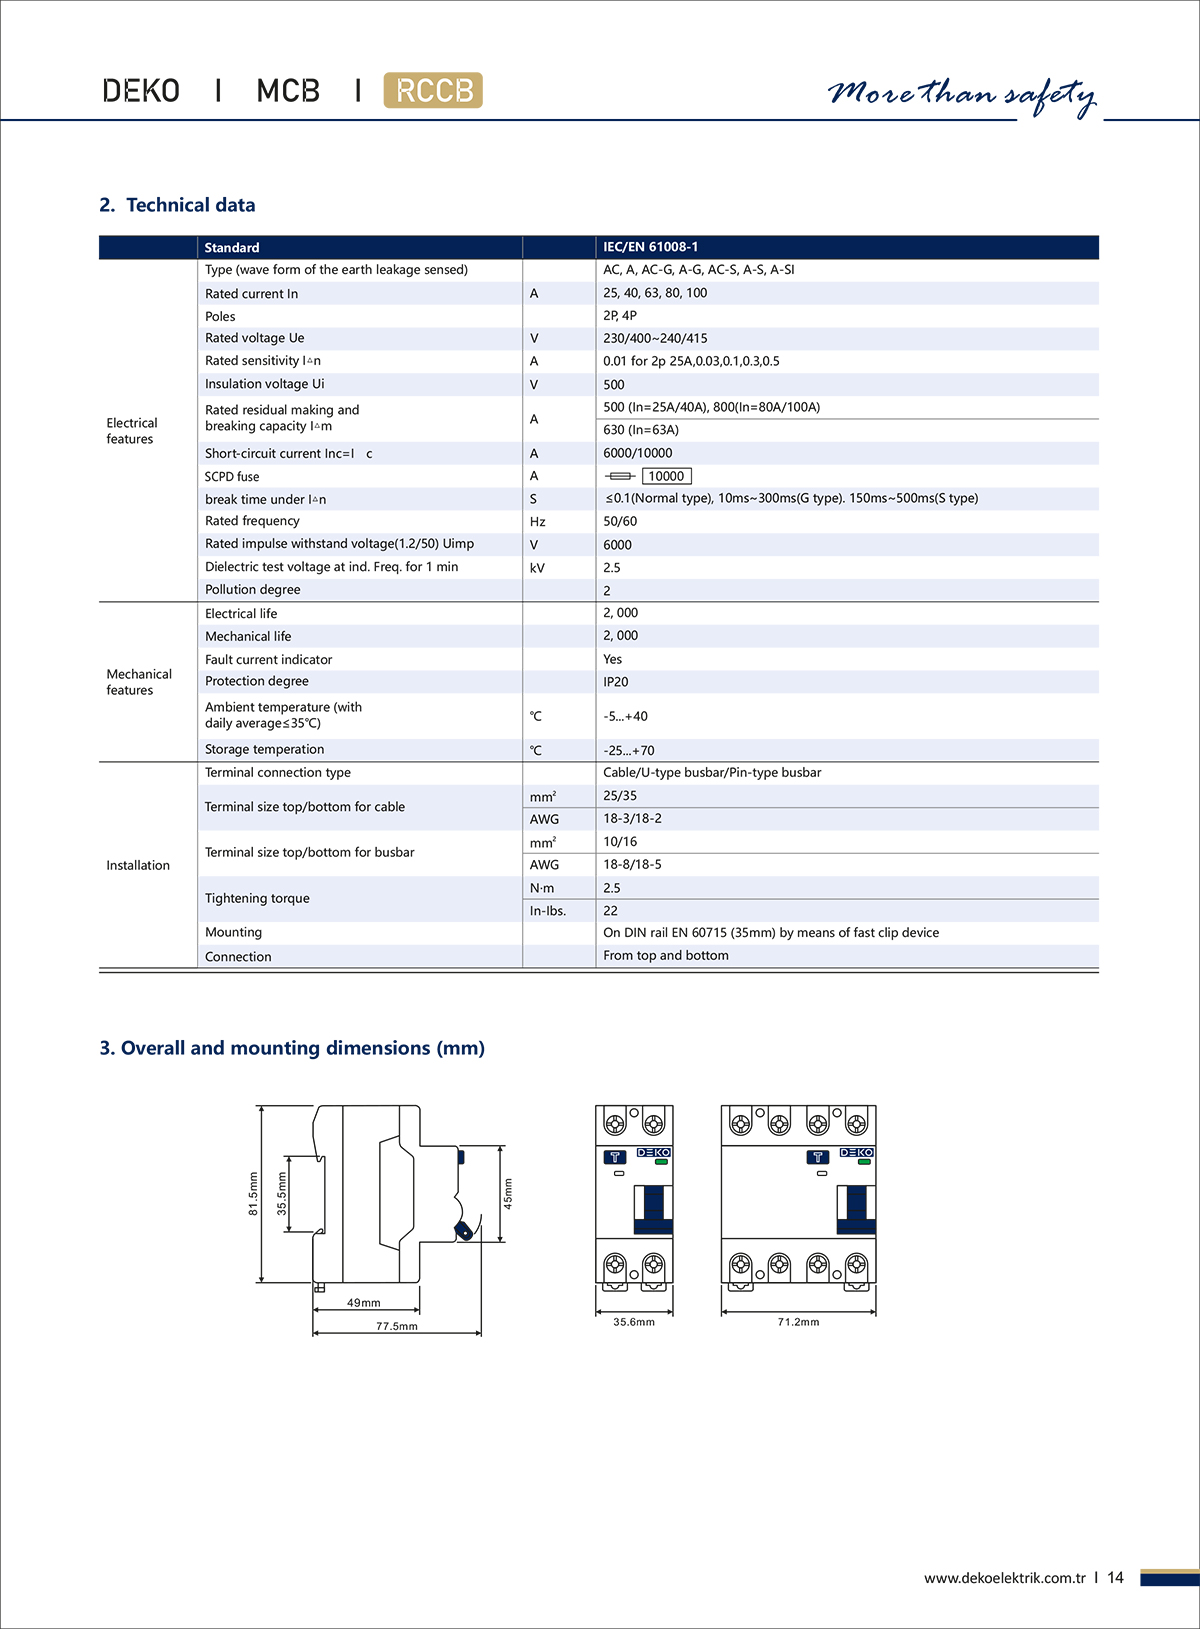 DEKO I MCB I RCCB
More than safety
2. Technical data
Standard IEC/EN 61008-1
Electrical
features
Type (wave form of the earth leakage sensed) AC, A, AC-G, A-G, AC-S, A-S, A-SI
Rated current In A 25, 40, 63, 80, 100
Poles 2P, 4P
Rated voltage Ue V 230/400~240/415
Rated sensitivity I△n A 0.01 for 2p 25A,0.03,0.1,0.3,0.5
Insulation voltage Ui V 500
Rated residual making and
breaking capacity I△m
A
500 (In=25A/40A), 800(In=80A/100A)
630 (In=63A)
Short-circuit current Inc=I c A 6000/10000
SCPD fuse A 10000
break time under I△n S ≤0.1(Normal type), 10ms~300ms(G type). 150ms~500ms(S type)
Rated frequency Hz 50/60
Rated impulse withstand voltage(1.2/50) Uimp V 6000
Dielectric test voltage at ind. Freq. for 1 min kV 2.5
Pollution degree 2
Mechanical
features
Electrical life 2, 000
Mechanical life 2, 000
Fault current indicator Yes
Protection degree IP20
Ambient temperature (with
daily average≤35℃)
℃ -5...+40
Storage temperation ℃ -25...+70
Installation
Terminal connection type Cable/U-type busbar/Pin-type busbar
Terminal size top/bottom for cable
mm² 25/35
AWG 18-3/18-2
Terminal size top/bottom for busbar
mm² 10/16
AWG 18-8/18-5
Tightening torque
N·m 2.5
In-Ibs. 22
Mounting On DIN rail EN 60715 (35mm) by means of fast clip device
Connection From top and bottom
3. Overall and mounting dimensions (mm)
81.5mm
35.5mm
45mm
49mm
77.5mm
T DEKO
35.6mm
T DEKO
71.2mm
www.dekoelektrik.com.tr I 14